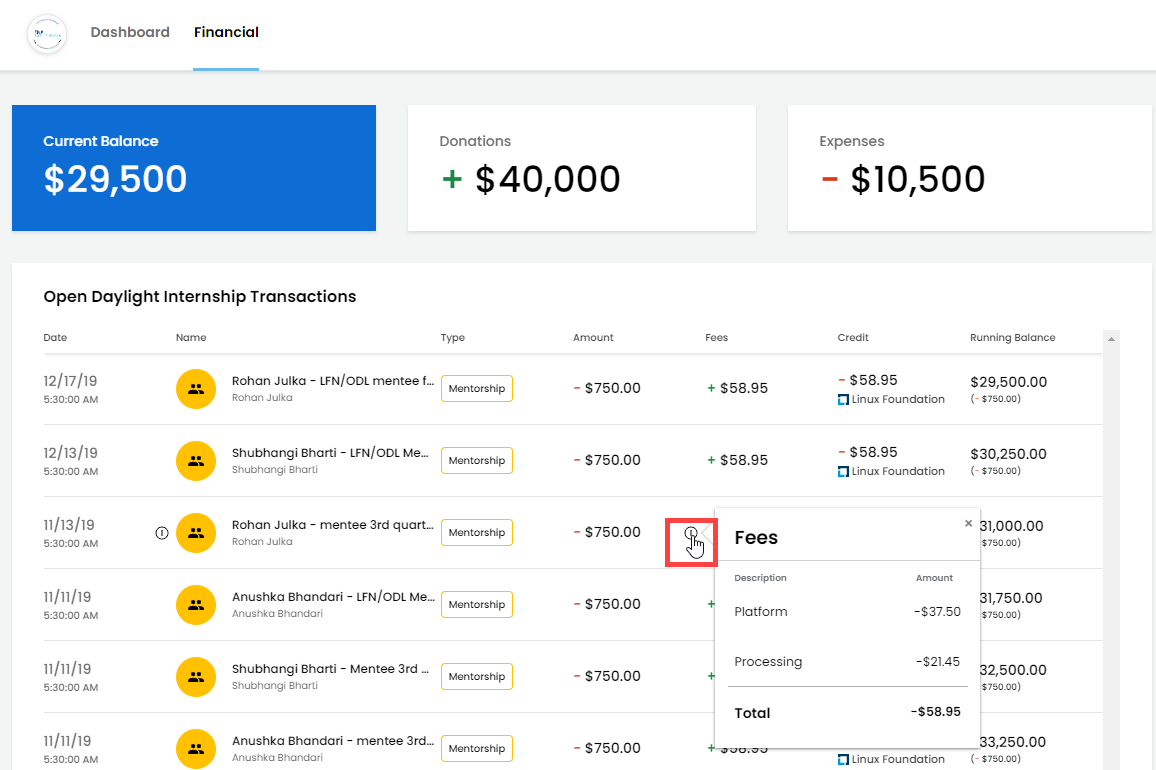 Dashboard Financial
Current Balance
$29,500
Donations
+ $40,000
Expenses
- $10,500
Open Daylight Internship Transactions
Date Name Type Amount Fees Credit Running Balance
12/17/19 Rohan Julka - LFN/ODL mentee f... Mentorship - $750.00 + $58.95 - $58.95 $29,500.00
5:30:00 AM Rohan Julka Linux Foundation (- $750.00)
12/13/19 Shubhangi Bharti - LFN/ODL Me... Mentorship - $750.00 + $58.95 - $58.95 $30,250.00
5:30:00 AM Shubhangi Bharti Linux Foundation (- $750.00)
11/13/19 Rohan Julka - mentee 3rd quart... Mentorship - $750.00 31,000.00
5:30:00 AM Rohan Julka $750.00)
11/11/19 Anushka Bhandari - LFN/ODL Me... Mentorship - $750.00 + 31,750.00
5:30:00 AM Anushka Bhandari $750.00)
11/11/19 Shubhangi Bharti - Mentee 3rd ... Mentorship - $750.00 + 32,500.00
5:30:00 AM Shubhangi Bharti $750.00)
11/11/19 Anushka Bhandari - mentee 3rd... Mentorship - $750.00 + $58.95 33,250.00
5:30:00 AM Anushka Bhandari Linux Foundation (- $750.00)
Fees
Description Amount
Platform -$37.50
Processing -$21.45
Total -$58.95